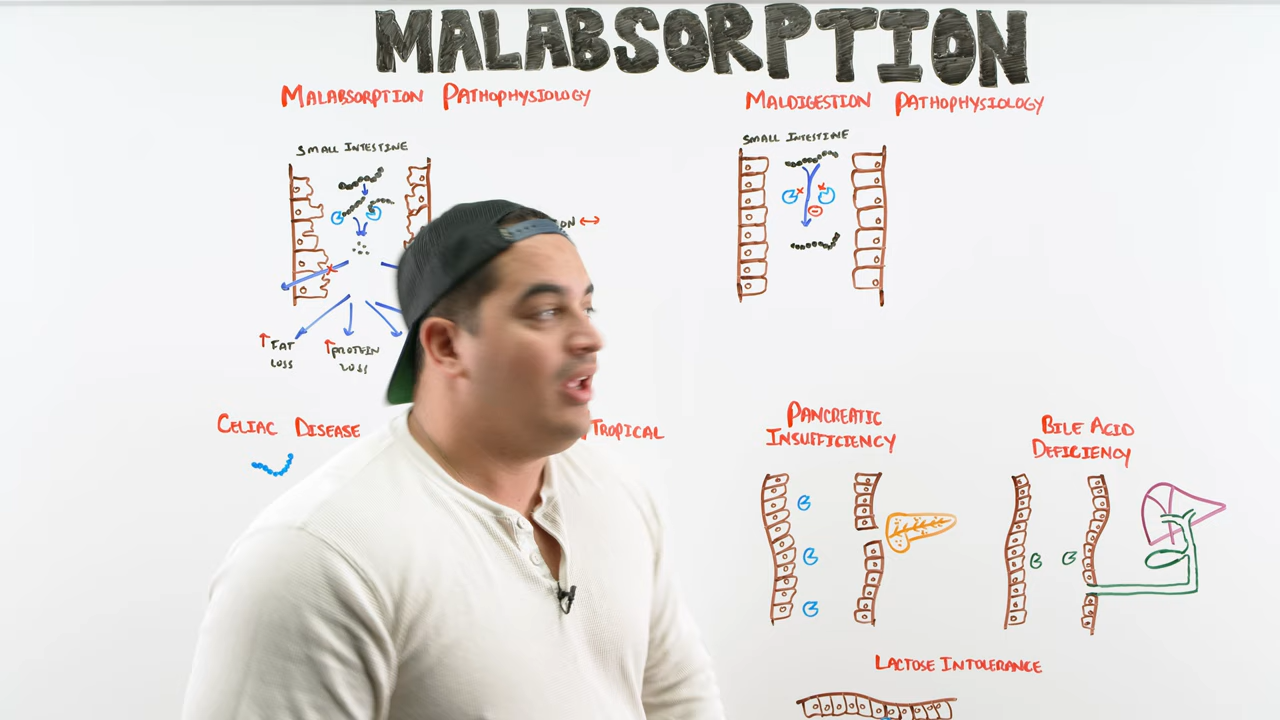 MALABSORPTION
MALABSORPTION PATHOPHYSIOLOGY
MALDIGESTION PATHOPHYSIOLOGY
SMALL INTESTINE
SMALL INTESTINE
↑ FAT
LOSS
↑ PROTEIN
LOSS
CELIAC DISEASE
TROPICAL
PANCREATIC
INSUFFICIENCY
BILE ACID
DEFICIENCY
LACTOSE INTOLERANCE